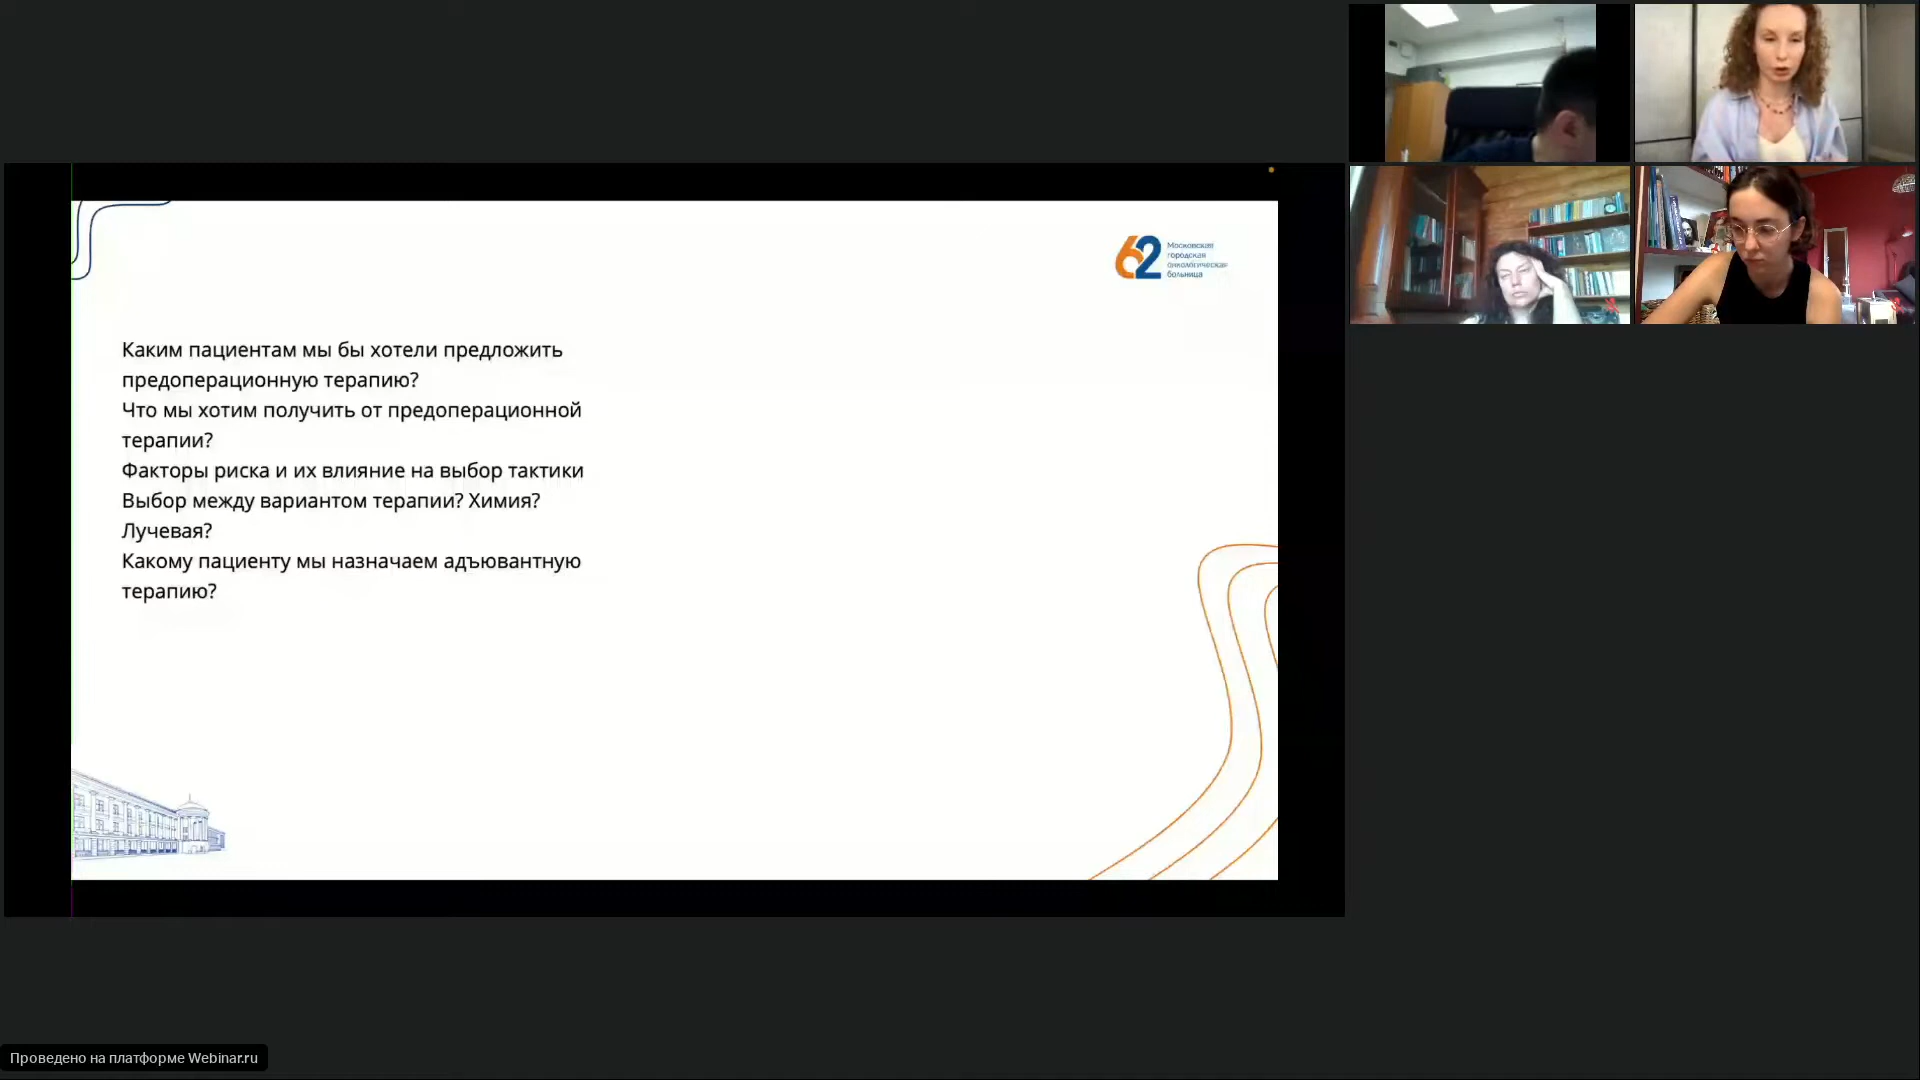 62
Московская
городская
онкологическая
больница
Каким пациентам мы бы хотели предложить
предоперационную терапию?
Что мы хотим получить от предоперационной
терапии?
Факторы риска и их влияние на выбор тактики
Выбор между вариантом терапии? Химия?
Лучевая?
Какому пациенту мы назначаем адъювантную
терапию?
Проведено на платформе Webinar.ru